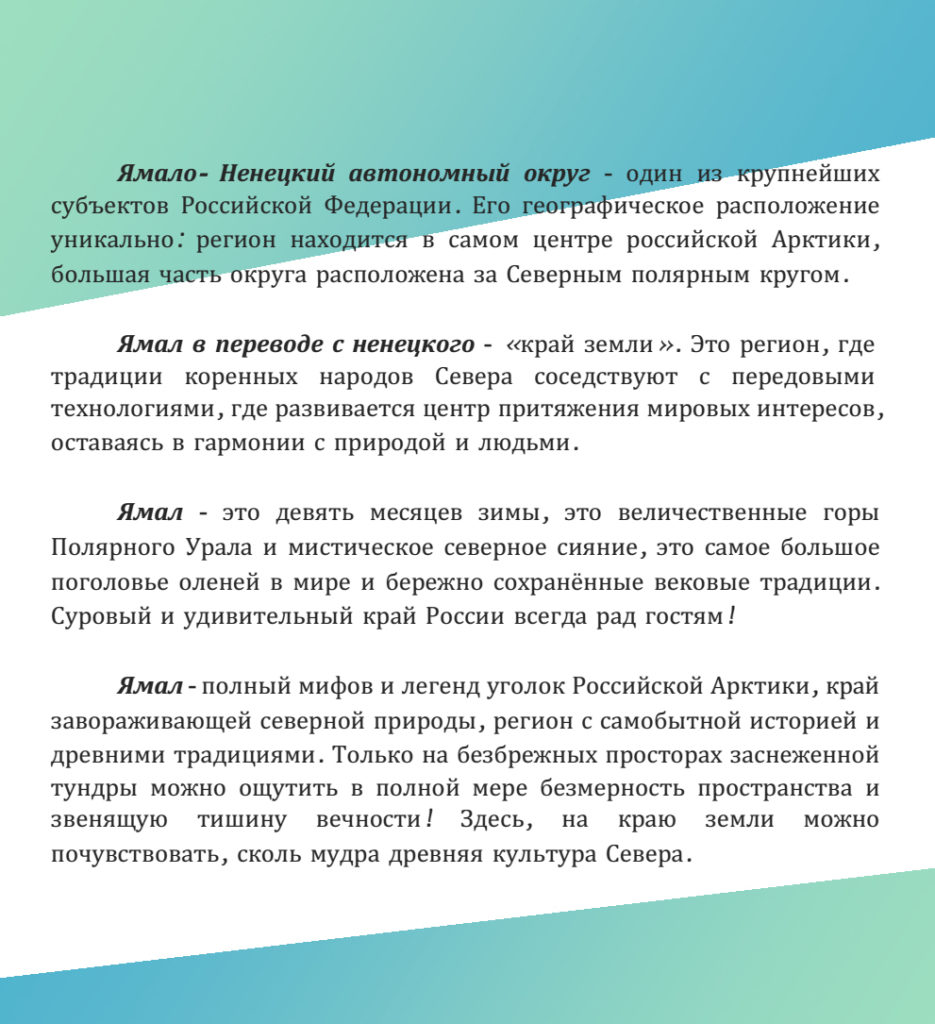 Ямало- Ненецкий автономный округ - один из крупнейших
субъектов Российской Федерации. Его географическое расположение
уникально: регион находится в самом центре российской Арктики,
большая часть округа расположена за Северным полярным кругом.
Ямал в переводе с ненецкого - «край земли». Это регион, где
традиции коренных народов Севера соседствуют с передовыми
технологиями, где развивается центр притяжения мировых интересов,
оставаясь в гармонии с природой и людьми.
Ямал - это девять месяцев зимы, это величественные горы
Полярного Урала и мистическое северное сияние, это самое большое
поголовье оленей в мире и бережно сохранённые вековые традиции.
Суровый и удивительный край России всегда рад гостям!
Ямал - полный мифов и легенд уголок Российской Арктики, край
завораживающей северной природы, регион с самобытной историей и
древними традициями. Только на безбрежных просторах заснеженной
тундры можно ощутить в полной мере безмерность пространства и
звенящую тишину вечности! Здесь, на краю земли можно
почувствовать, сколь мудра древняя культура Севера.